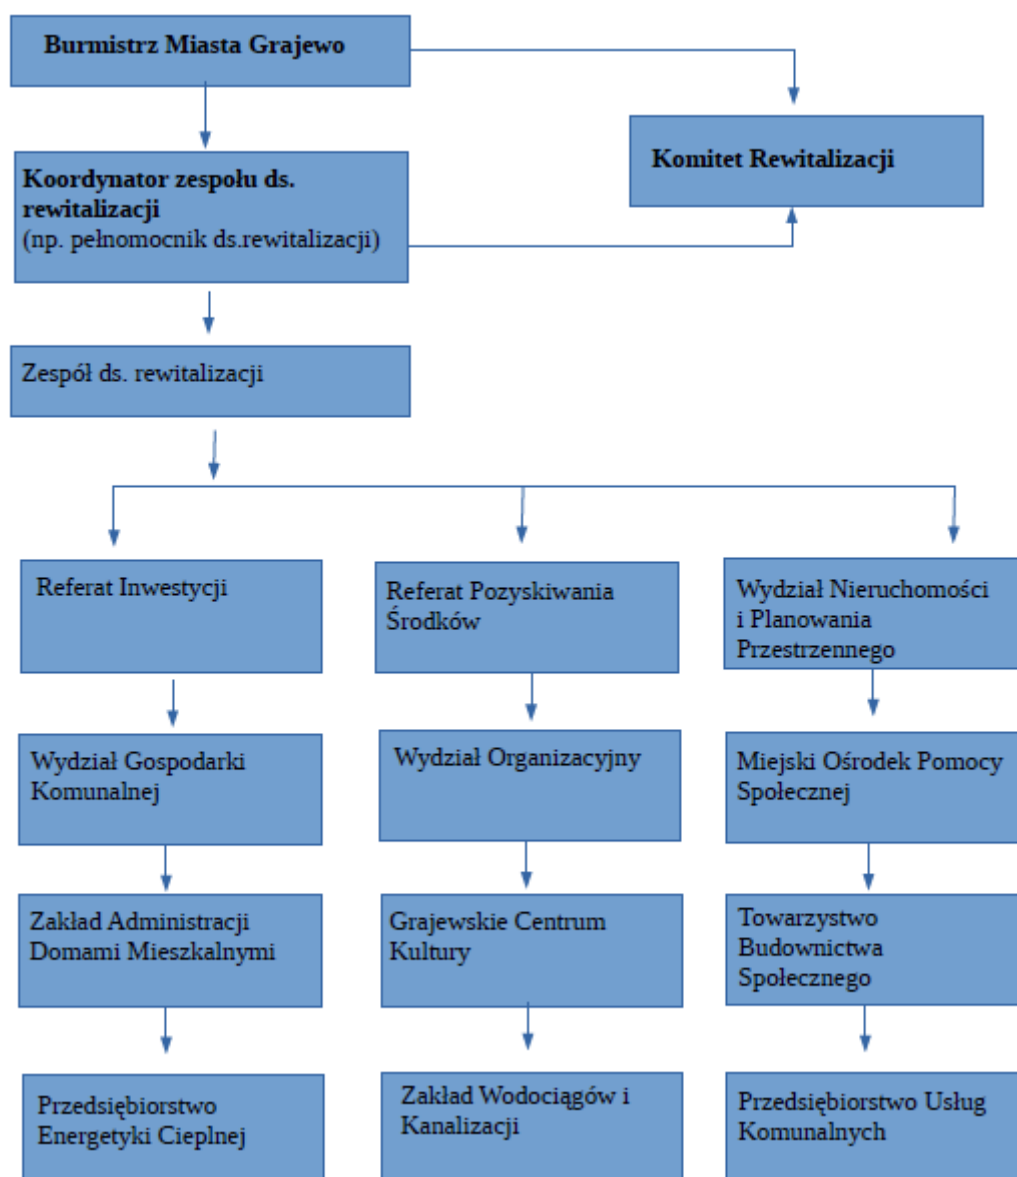 Burmistrz Miasta Grajewo
Komitet Rewitalizacji
Koordynator zespołu ds.
rewitalizacji
(np. pełnomocnik ds.rewitalizacji)
Zespół ds. rewitalizacji
Referat Inwestycji
Referat Pozyskiwania
Środków
Wydział Nieruchomości
i Planowania
Przestrzennego
Wydział Gospodarki
Komunalnej
Wydział Organizacyjny
Miejski Ośrodek Pomocy
Społecznej
Zakład Administracji
Domami Mieszkalnymi
Grajewskie Centrum
Kultury
Towarzystwo
Budownictwa
Społecznego
Przedsiębiorstwo
Energetyki Cieplnej
Zakład Wodociągów i
Kanalizacji
Przedsiębiorstwo Usług
Komunalnych